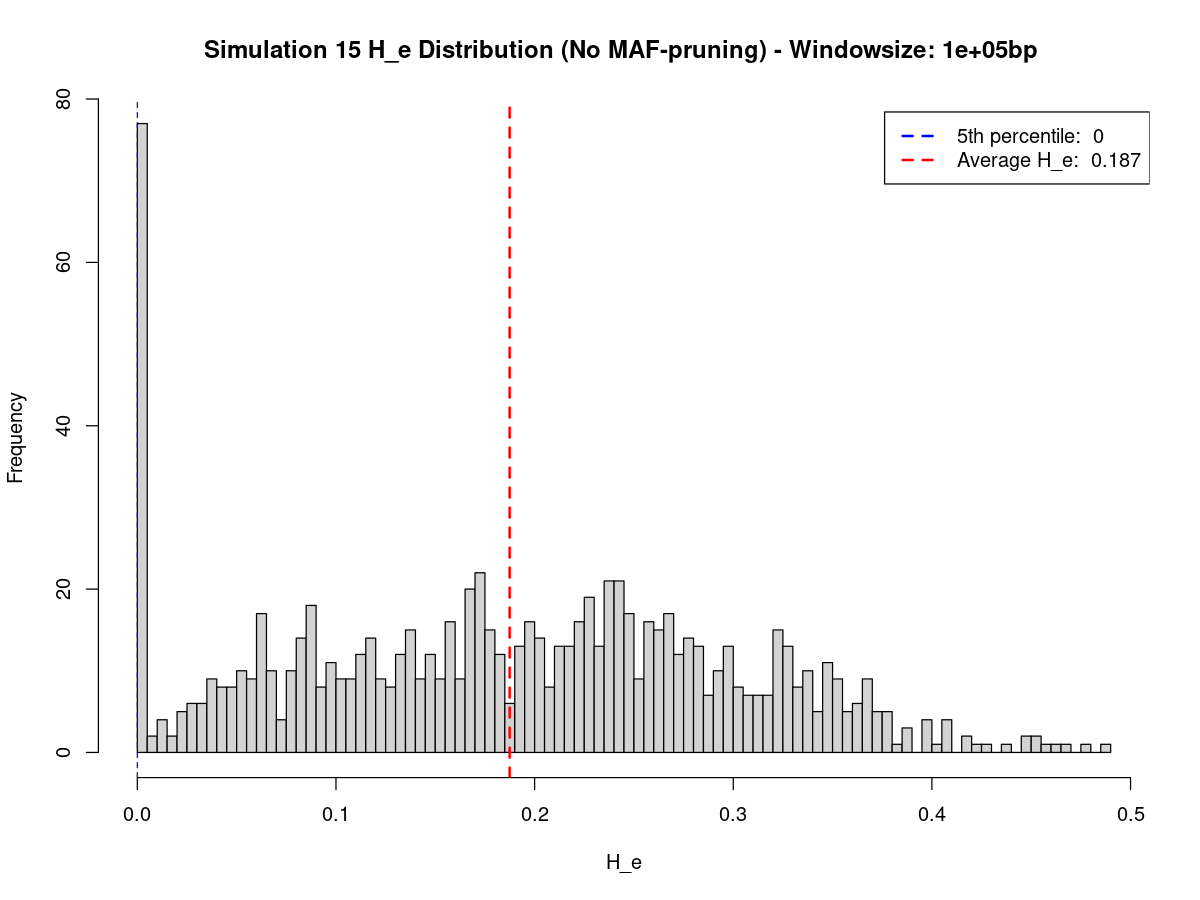 Simulation 15 H_e Distribution (No MAF-pruning) - Windowsize: 1e+05bp
80
60
40
20
0
Frequency
5th percentile:  0
Average H_e:  0.187
0.0 0.1 0.2 0.3 0.4 0.5
H_e